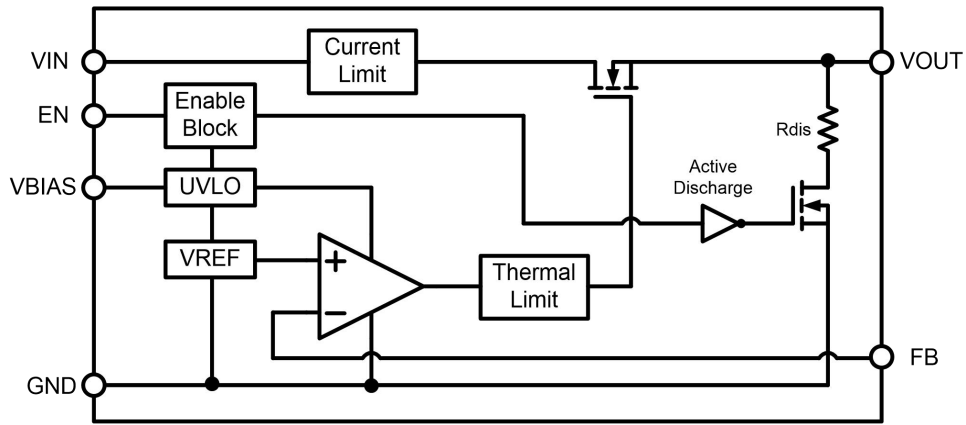 VIN
Current
Limit
VOUT
EN
Enable
Block
Rdis
VBIAS
UVLO
Active
Discharge
VREF
+
Thermal
Limit
−
FB
GND